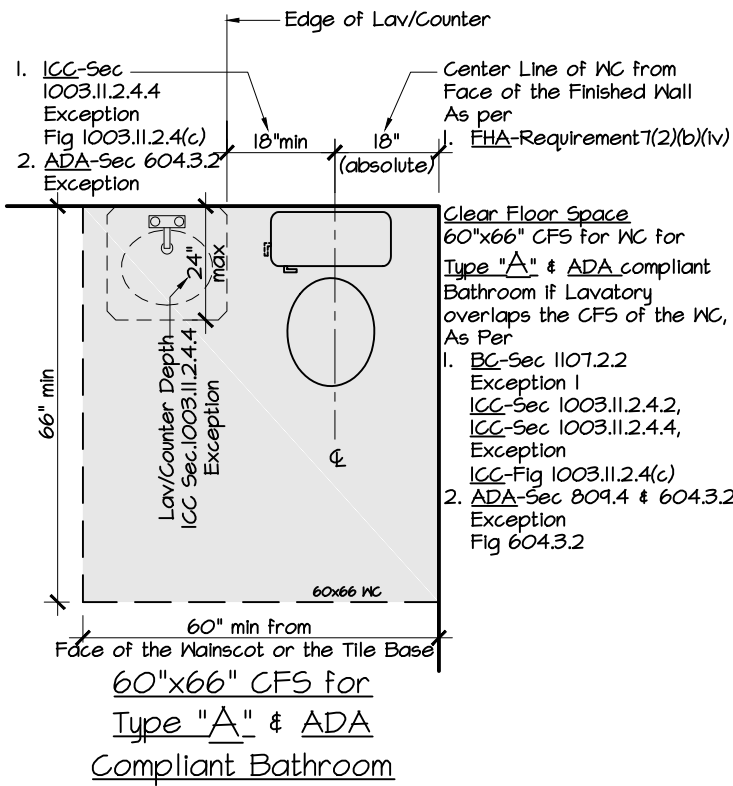 Edge of Lav/Counter
1. ICC-Sec
1003.11.2.4.4
Exception
Fig 1003.11.2.4(c)
2. ADA-Sec 604.3.2
Exception
Center Line of WC from
Face of the Finished Wall
As per
1. FHA-Requirement7(2)(b)(iv)
18"min
18"
(absolute)
24"
max
Lav/Counter Depth
ICC Sec.1003.11.2.4.4
Exception
66" min
℄
Clear Floor Space
60"x66" CFS for WC for
Type "A" & ADA compliant
Bathroom if Lavatory
overlaps the CFS of the WC,
As Per
1. BC-Sec 1107.2.2
Exception 1
ICC-Sec 1003.11.2.4.2,
ICC-Sec 1003.11.2.4.4,
Exception
ICC-Fig 1003.11.2.4(c)
2. ADA-Sec 809.4 & 604.3.2
Exception
Fig 604.3.2
60x66 WC
60" min from
Face of the Wainscot or the Tile Base
60"x66" CFS for
Type "A" & ADA
Compliant Bathroom